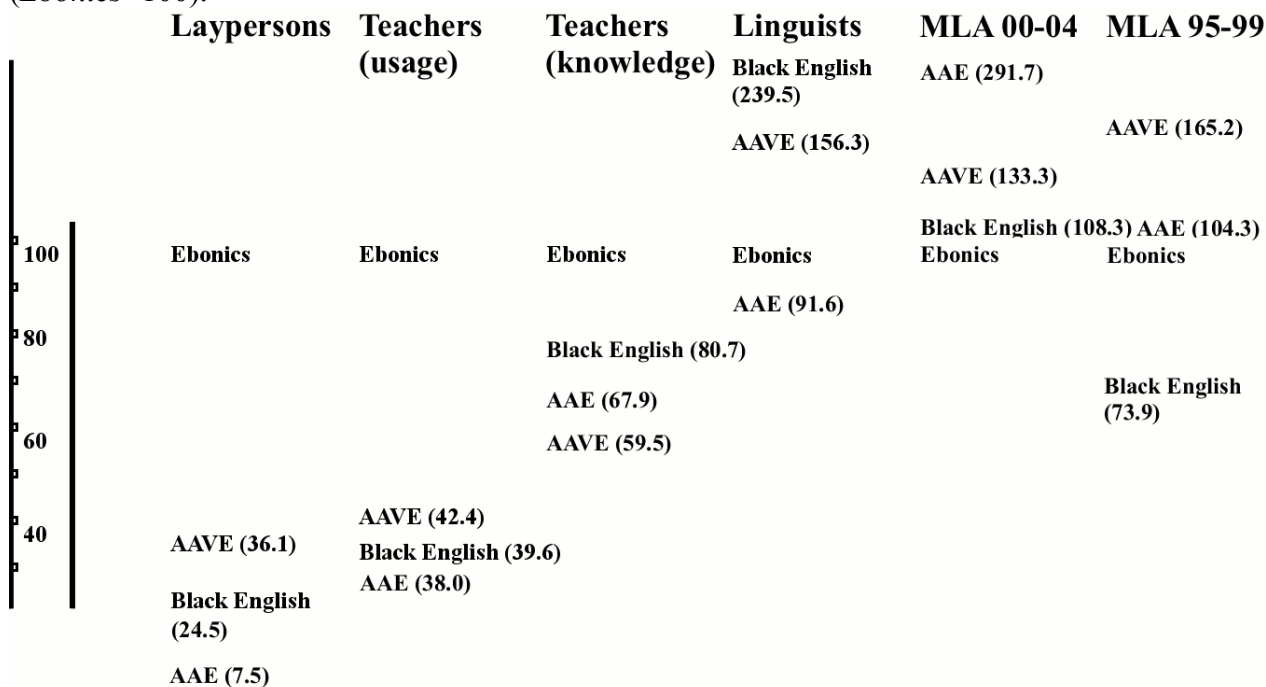 (Ebonics=100).
Laypersons Teachers Teachers Linguists MLA 00-04 MLA 95-99
(usage) (knowledge)
Black English
(239.5)
AAE (291.7)
AAVE (156.3)
AAVE (165.2)
AAVE (133.3)
Black English (108.3) AAE (104.3)
100 Ebonics Ebonics Ebonics Ebonics Ebonics Ebonics
AAE (91.6)
80
Black English (80.7)
AAE (67.9)
Black English
(73.9)
60 AAVE (59.5)
AAVE (42.4)
40
AAVE (36.1)
Black English (39.6)
AAE (38.0)
Black English
(24.5)
AAE (7.5)